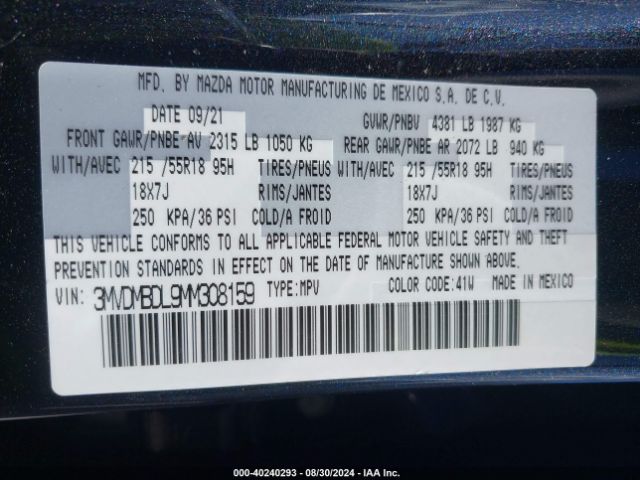 MFD. BY MAZDA MOTOR MANUFACTURING DE MEXICO S.A. DE C.V.
DATE 09/21 GVWR/PNBV 4381 LB 1987 KG
FRONT GAWR/PNBE AV 2315 LB 1050 KG REAR GAWR/PNBE AR 2072 LB 940 KG
WITH/AVEC 215 /55R18 95H TIRES/PNEUS WITH/AVEC 215 /55R18 95H TIRES/PNEUS
18X7J RIMS/JANTES 18X7J RIMS/JANTES
250 KPA/36 PSI COLD/A FROID 250 KPA/36 PSI COLD/A FROID
THIS VEHICLE CONFORMS TO ALL APPLICABLE FEDERAL MOTOR VEHICLE SAFETY AND THEFT
PREVENTION STANDARDS IN EFFECT ON THE DATE OF MANUFACTURE SHOWN ABOVE.
VIN: 3MVDMBDL9MM308159 TYPE:MPV COLOR CODE:41W MADE IN MEXICO
000-40240293 - 08/30/2024 - IAA Inc.